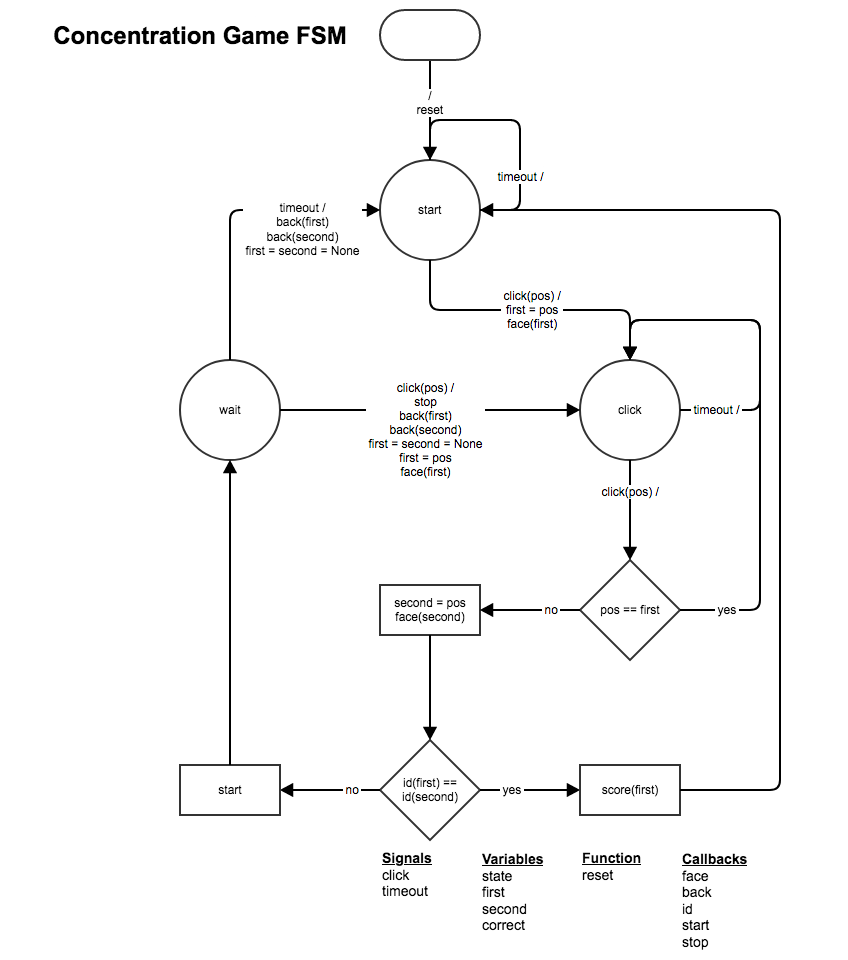 Concentration Game FSM
/
reset
timeout /
start
timeout /
back(first)
back(second)
first = second = None
click(pos) /
first = pos
face(first)
wait
click(pos) /
stop
back(first)
back(second)
first = second = None
first = pos
face(first)
click
timeout /
click(pos) /
second = pos
face(second)
no
pos == first
yes
start
no
id(first) ==
id(second)
yes
score(first)
Signals
click
timeout
Variables
state
first
second
correct
Function
reset
Callbacks
face
back
id
start
stop